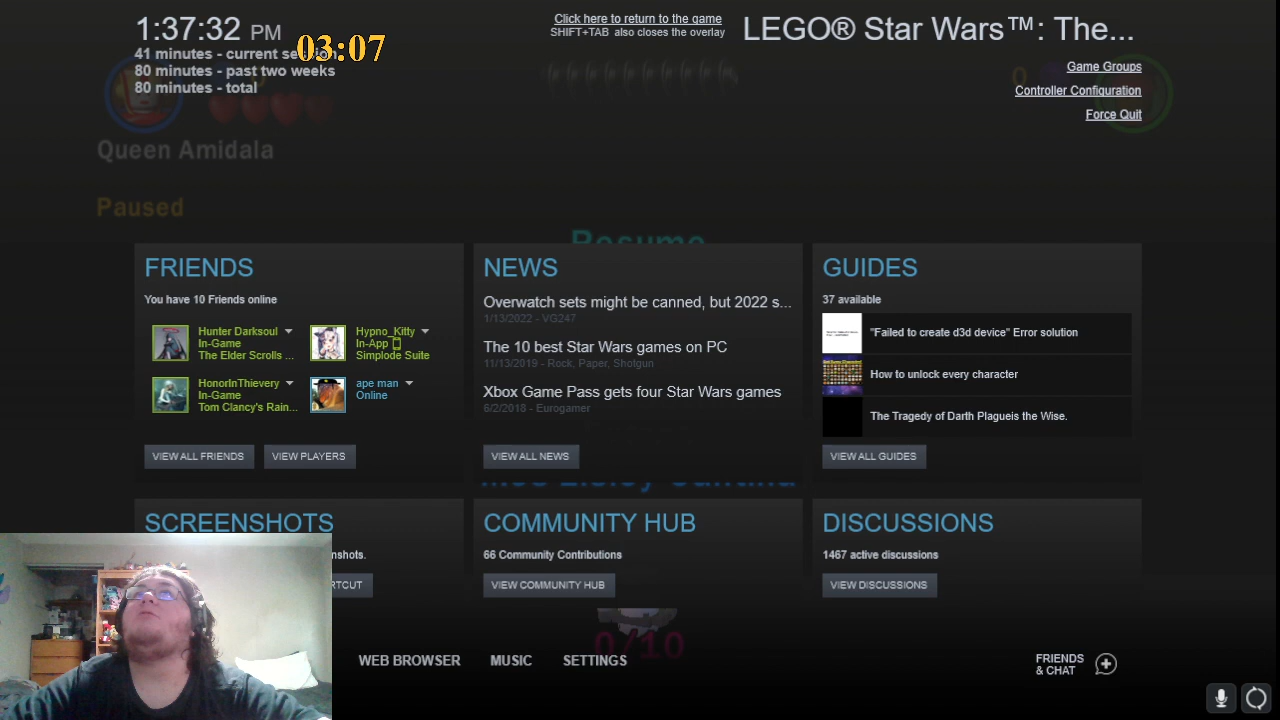 1:37:32 PM
03:07
41 minutes - current session
80 minutes - past two weeks
80 minutes - total
Click here to return to the game
SHIFT+TAB also closes the overlay
LEGO® Star Wars™: The...
Game Groups
Controller Configuration
Force Quit
0
Queen Amidala
Paused
Resume
FRIENDS
You have 10 Friends online
Hunter Darksoul
In-Game
The Elder Scrolls ...
Hypno_Kitty
In-App
Simplode Suite
HonorInThievery
In-Game
Tom Clancy's Rain...
ape man
Online
VIEW ALL FRIENDS
VIEW PLAYERS
NEWS
Overwatch sets might be canned, but 2022 s...
1/13/2022 - VG247
The 10 best Star Wars games on PC
11/13/2019 - Rock, Paper, Shotgun
Xbox Game Pass gets four Star Wars games
6/2/2018 - Eurogamer
VIEW ALL NEWS
GUIDES
37 available
"Failed to create d3d device" Error solution
How to unlock every character
The Tragedy of Darth Plagueis the Wise.
VIEW ALL GUIDES
Mos Eisley Cantina
SCREENSHOTS
nshots.
RTCUT
COMMUNITY HUB
66 Community Contributions
VIEW COMMUNITY HUB
DISCUSSIONS
1467 active discussions
VIEW DISCUSSIONS
0/10
WEB BROWSER
MUSIC
SETTINGS
FRIENDS
& CHAT